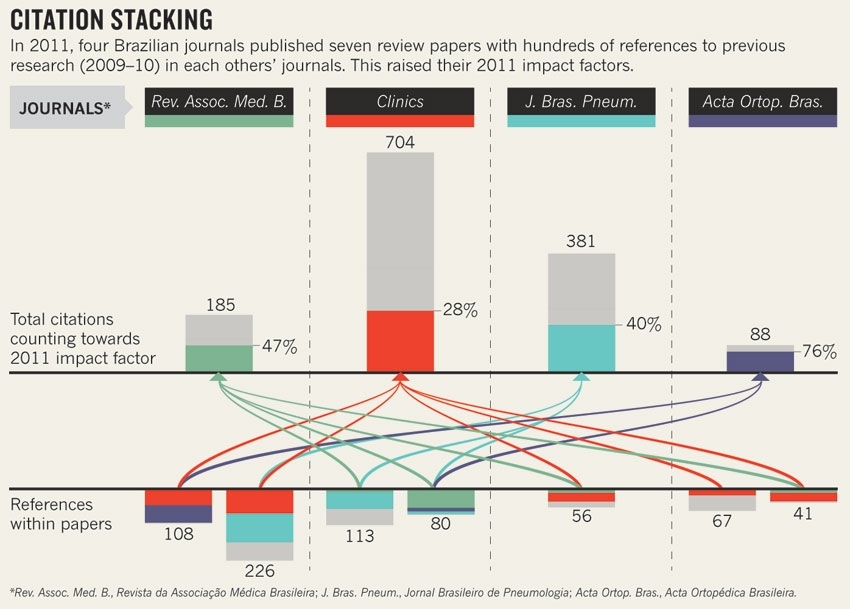 CITATION STACKING
In 2011, four Brazilian journals published seven review papers with hundreds of references to previous
research (2009–10) in each others’ journals. This raised their 2011 impact factors.
JOURNALS*
Rev. Assoc. Med. B.
Clinics
J. Bras. Pneum.
Acta Ortop. Bras.
704
381
185
88
28%
40%
47%
76%
Total citations
counting towards
2011 impact factor
References
within papers
108
226
113
80
56
67
41
*Rev. Assoc. Med. B., Revista da Associação Médica Brasileira; J. Bras. Pneum., Jornal Brasileiro de Pneumologia; Acta Ortop. Bras., Acta Ortopédica Brasileira.